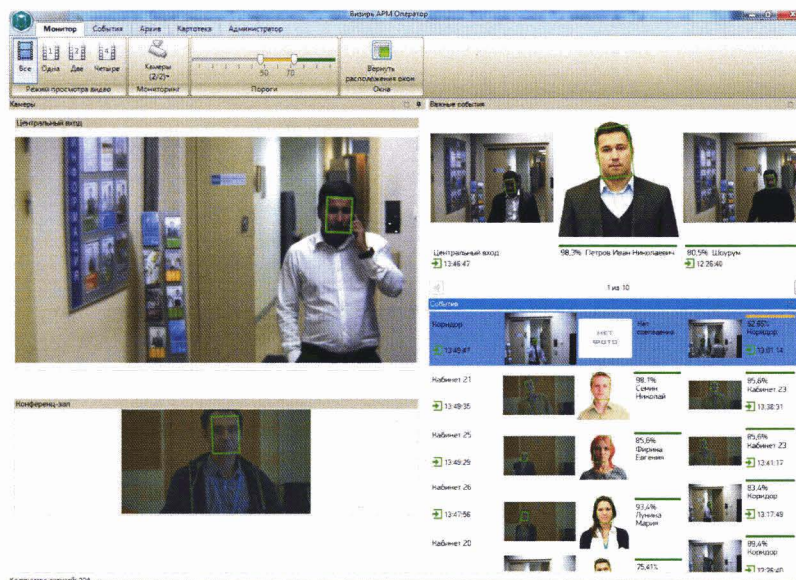 Визирь АРМ Оператор
Монитор События Архив Картотека Администратор
Все Одна Две Четыре
Камеры (2/2)
50 70
Вернуть расположение окон
Режим просмотра видео Мониторинг Пороги Окна
Камеры
Центральный вход
Конференц-зал
Важные события
Центральный вход
13:46:47
98,3% Петров Иван Николаевич
80,5% Шоурум
12:26:40
1 из 10
События
Коридор
13:49:47
НЕТ ФОТО
Нет совпадения
Коридор
13:01:14
Кабинет 21
13:49:35
98,1%
Семин
Николай
85,6%
Кабинет 23
13:38:31
Кабинет 25
13:49:29
85,6%
Фирина
Евгения
85,6%
Кабинет 23
13:41:17
Кабинет 26
13:47:56
93,4%
Лунина
Мария
83,4%
Коридор
13:17:49
Кабинет 20
75,41%
89,4%
Коридор
12:26:40